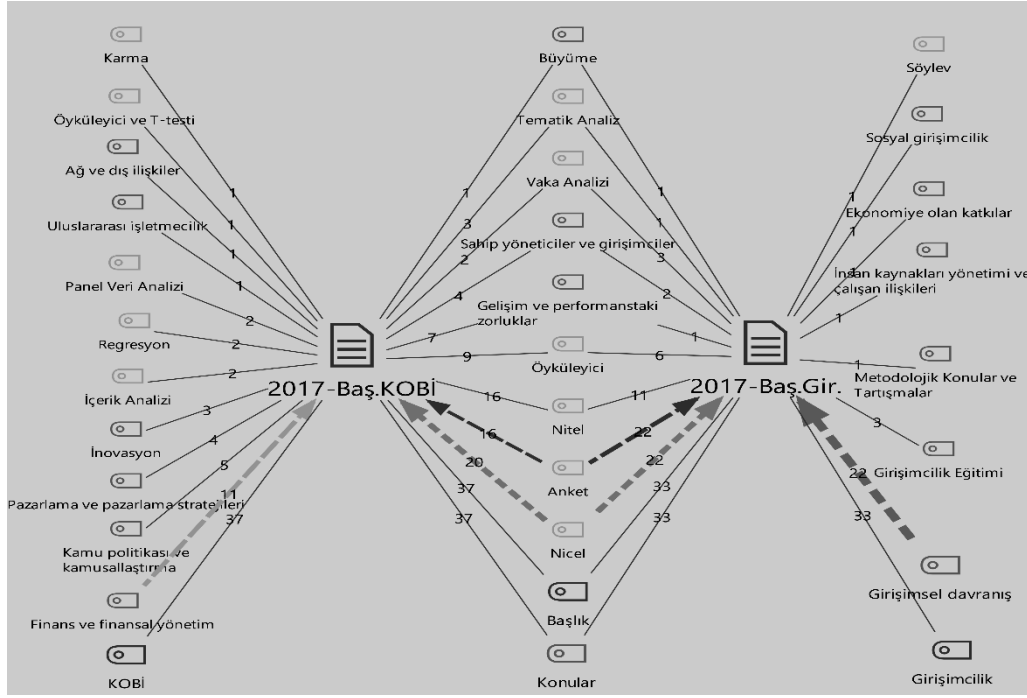 Karma
Öyküleyici ve T-testi
Ağ ve dış ilişkiler
Uluslararası işletmecilik
Panel Veri Analizi
Regresyon
İçerik Analizi
İnovasyon
Pazarlama ve pazarlama stratejileri
Kamu politikası ve
kamusallaştırma
Finans ve finansal yönetim
KOBİ
1
1
1
1
2
2
2
3
4
5
11
37
2017-Baş.KOBİ
1
3
2
4
7
9
16
16
20
37
37
Büyüme
Tematik Analiz
Vaka Analizi
Sahip yöneticiler ve girişimciler
Gelişim ve performanstaki
zorluklar
Öyküleyici
Nitel
Anket
Nicel
Başlık
Konular
1
1
3
2
1
6
11
22
22
33
33
2017-Baş.Gir.
1
1
1
1
1
3
22
33
Söylev
Sosyal girişimcilik
Ekonomiye olan katkılar
İnsan kaynakları yönetimi ve
çalışan ilişkileri
Metodolojik Konular ve
Tartışmalar
Girişimcilik Eğitimi
Girişimsel davranış
Girişimcilik